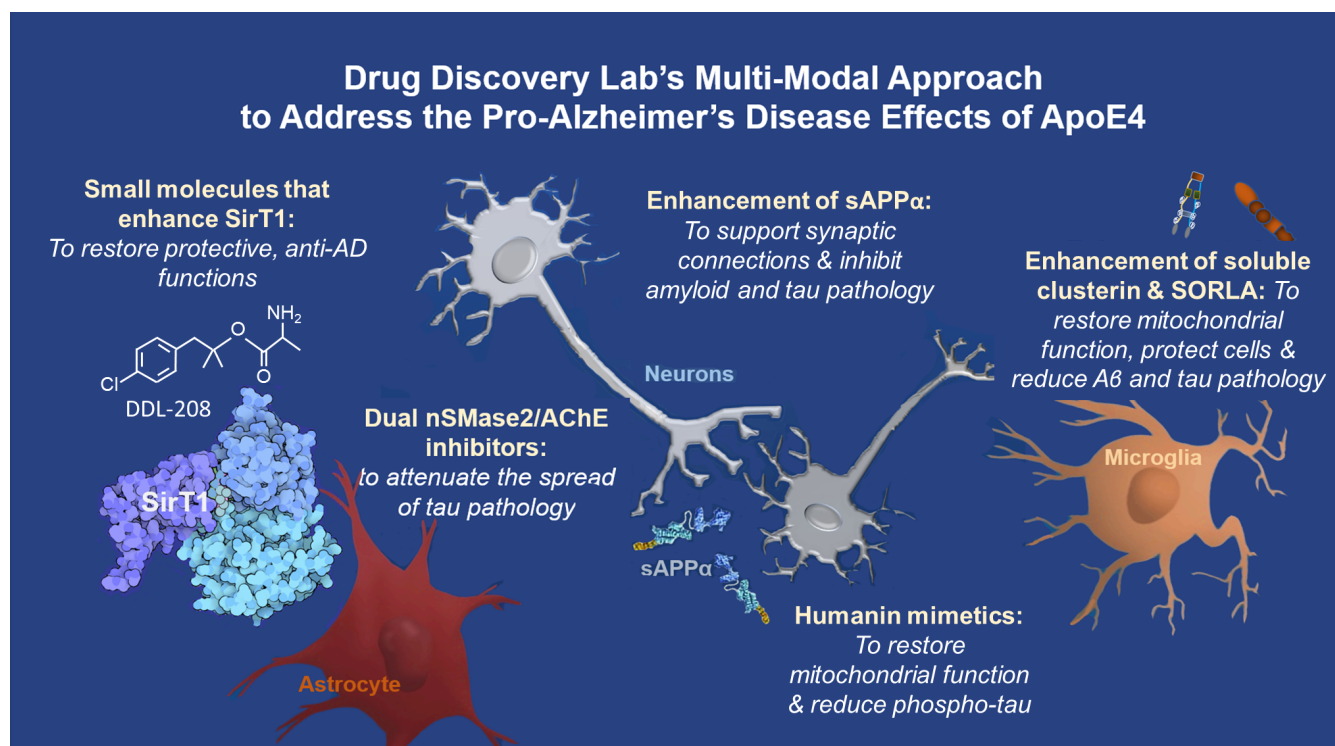 Drug Discovery Lab's Multi-Modal Approach
to Address the Pro-Alzheimer's Disease Effects of ApoE4
Small molecules that
enhance SirT1:
To restore protective, anti-AD
functions
NH2
O
O
Cl
DDL-208
SirT1
Dual nSMase2/AChE
inhibitors:
to attenuate the spread
of tau pathology
Astrocyte
Enhancement of sAPPα:
To support synaptic
connections & inhibit
amyloid and tau pathology
Neurons
sAPPα
Humanin mimetics:
To restore
mitochondrial function
& reduce phospho-tau
Enhancement of soluble
clusterin & SORLA: To
restore mitochondrial
function, protect cells &
reduce Aβ and tau pathology
Microglia